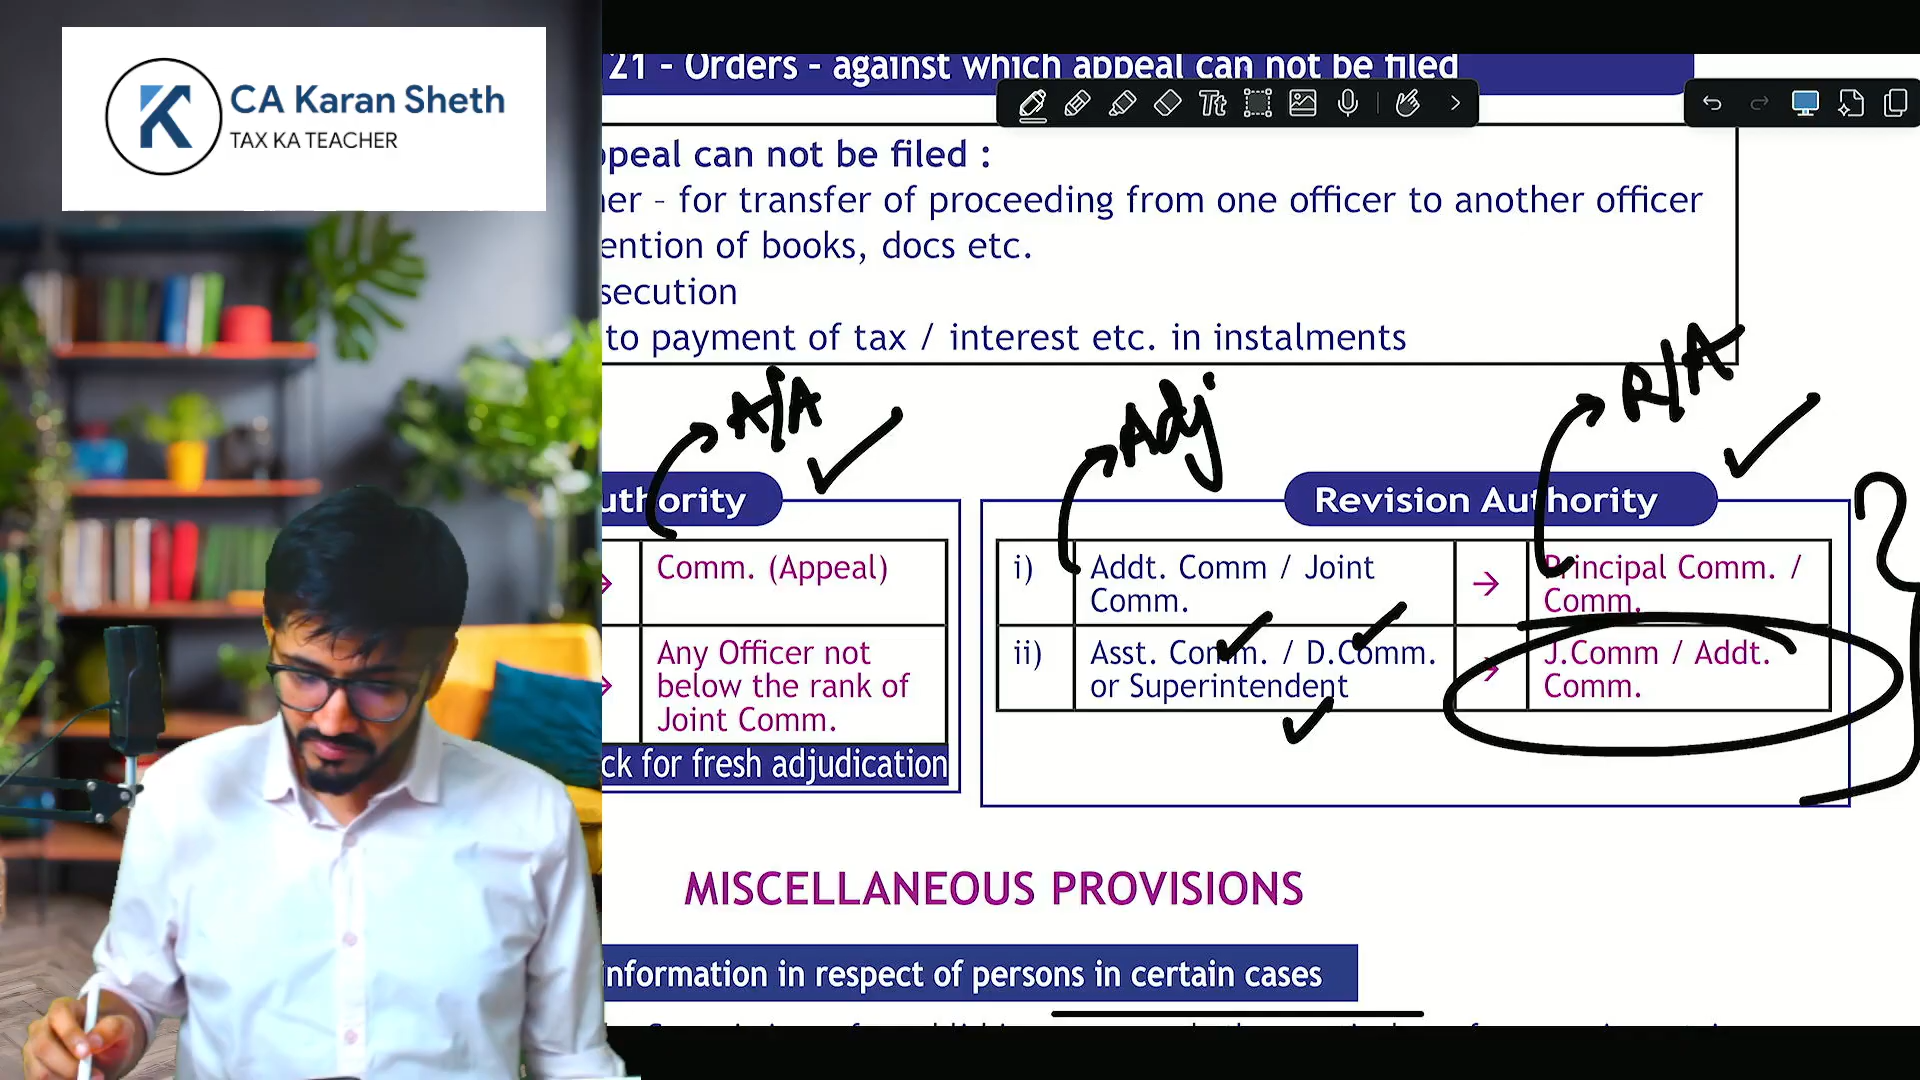 CA Karan Sheth
TAX KA TEACHER
21 - Orders - against which appeal can not be filed
ppeal can not be filed :
er - for transfer of proceeding from one officer to another officer
ention of books, docs etc.
secution
to payment of tax / interest etc. in instalments
A/A
Adj
R/A
uthority
Comm. (Appeal)
Any Officer not
below the rank of
Joint Comm.
ck for fresh adjudication
Revision Authority
i) Addt. Comm / Joint
Comm.
→ Principal Comm. /
Comm.
ii) Asst. Comm. / D.Comm.
or Superintendent
→ J.Comm / Addt.
Comm.
MISCELLANEOUS PROVISIONS
information in respect of persons in certain cases